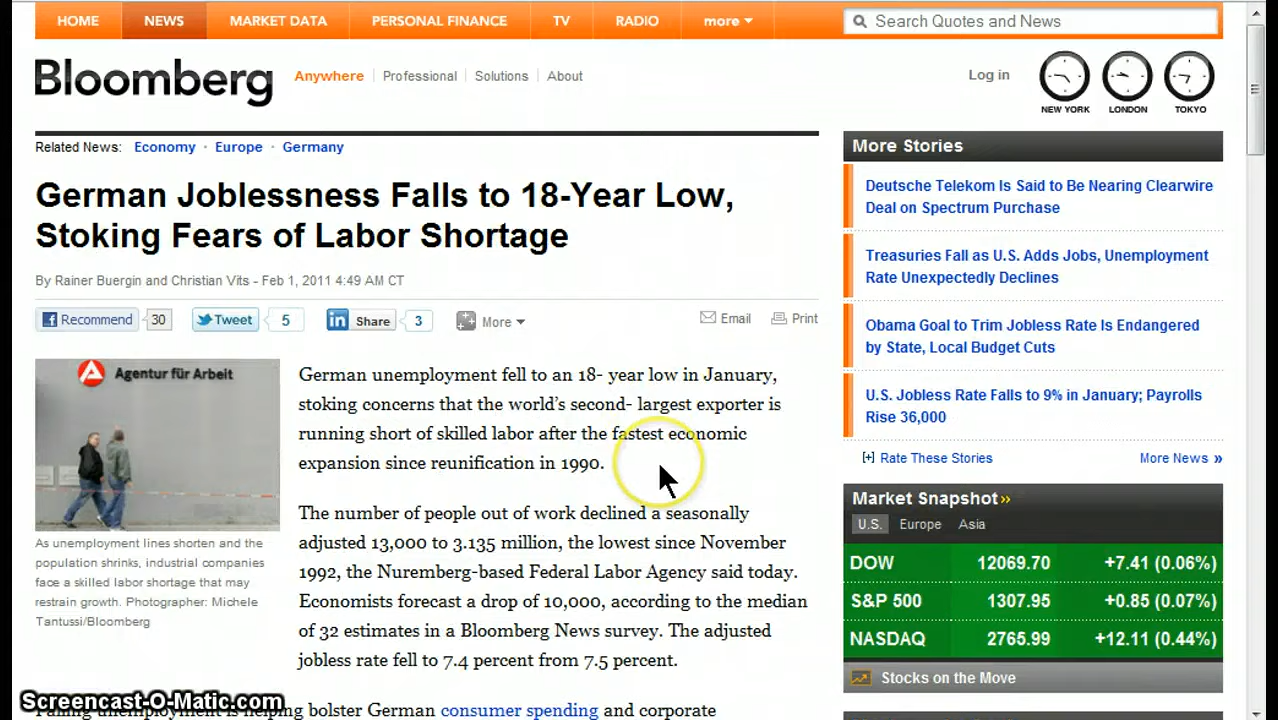 HOME NEWS MARKET DATA PERSONAL FINANCE TV RADIO more Search Quotes and News
Bloomberg Anywhere Professional Solutions About Log in
NEW YORK LONDON TOKYO
Related News: Economy · Europe · Germany
German Joblessness Falls to 18-Year Low,
Stoking Fears of Labor Shortage
By Rainer Buergin and Christian Vits - Feb 1, 2011 4:49 AM CT
Recommend 30 Tweet 5 in Share 3 More Email Print
Agentur für Arbeit
As unemployment lines shorten and the
population shrinks, industrial companies
face a skilled labor shortage that may
restrain growth. Photographer: Michele
Tantussi/Bloomberg
German unemployment fell to an 18- year low in January,
stoking concerns that the world's second- largest exporter is
running short of skilled labor after the fastest economic
expansion since reunification in 1990.
The number of people out of work declined a seasonally
adjusted 13,000 to 3.135 million, the lowest since November
1992, the Nuremberg-based Federal Labor Agency said today.
Economists forecast a drop of 10,000, according to the median
of 32 estimates in a Bloomberg News survey. The adjusted
jobless rate fell to 7.4 percent from 7.5 percent.
Falling unemployment is helping bolster German consumer spending and corporate
More Stories
Deutsche Telekom Is Said to Be Nearing Clearwire
Deal on Spectrum Purchase
Treasuries Fall as U.S. Adds Jobs, Unemployment
Rate Unexpectedly Declines
Obama Goal to Trim Jobless Rate Is Endangered
by State, Local Budget Cuts
U.S. Jobless Rate Falls to 9% in January; Payrolls
Rise 36,000
[+] Rate These Stories More News »
Market Snapshot »
U.S. Europe Asia
DOW 12069.70 +7.41 (0.06%)
S&P 500 1307.95 +0.85 (0.07%)
NASDAQ 2765.99 +12.11 (0.44%)
Stocks on the Move
Screencast-O-Matic.com